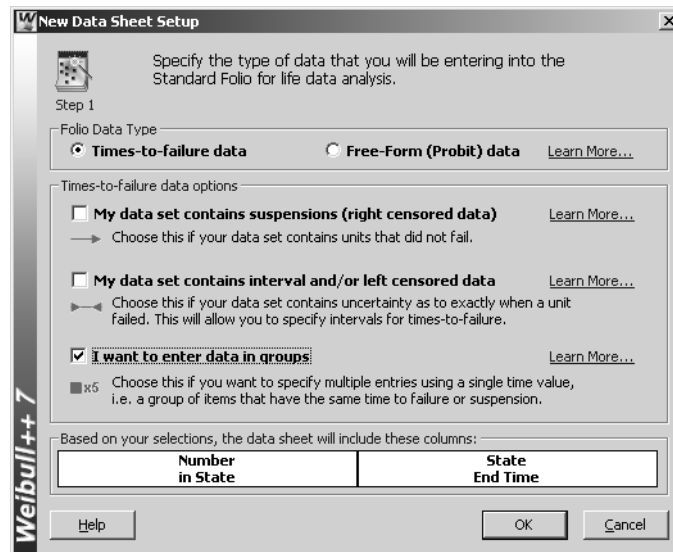 New Data Sheet Setup
Specify the type of data that you will be entering into the
Standard Folio for life data analysis.
Step 1
Folio Data Type
Times-to-failure data
Free-Form (Probit) data
Learn More...
Times-to-failure data options
My data set contains suspensions (right censored data)
Learn More...
Choose this if your data set contains units that did not fail.
My data set contains interval and/or left censored data
Learn More...
Choose this if your data set contains uncertainty as to exactly when a unit
failed. This will allow you to specify intervals for times-to-failure.
I want to enter data in groups
Learn More...
x5
Choose this if you want to specify multiple entries using a single time value,
i.e. a group of items that have the same time to failure or suspension.
Based on your selections, the data sheet will include these columns:
Number
in State
State
End Time
Help
OK
Cancel
Weibull++ 7